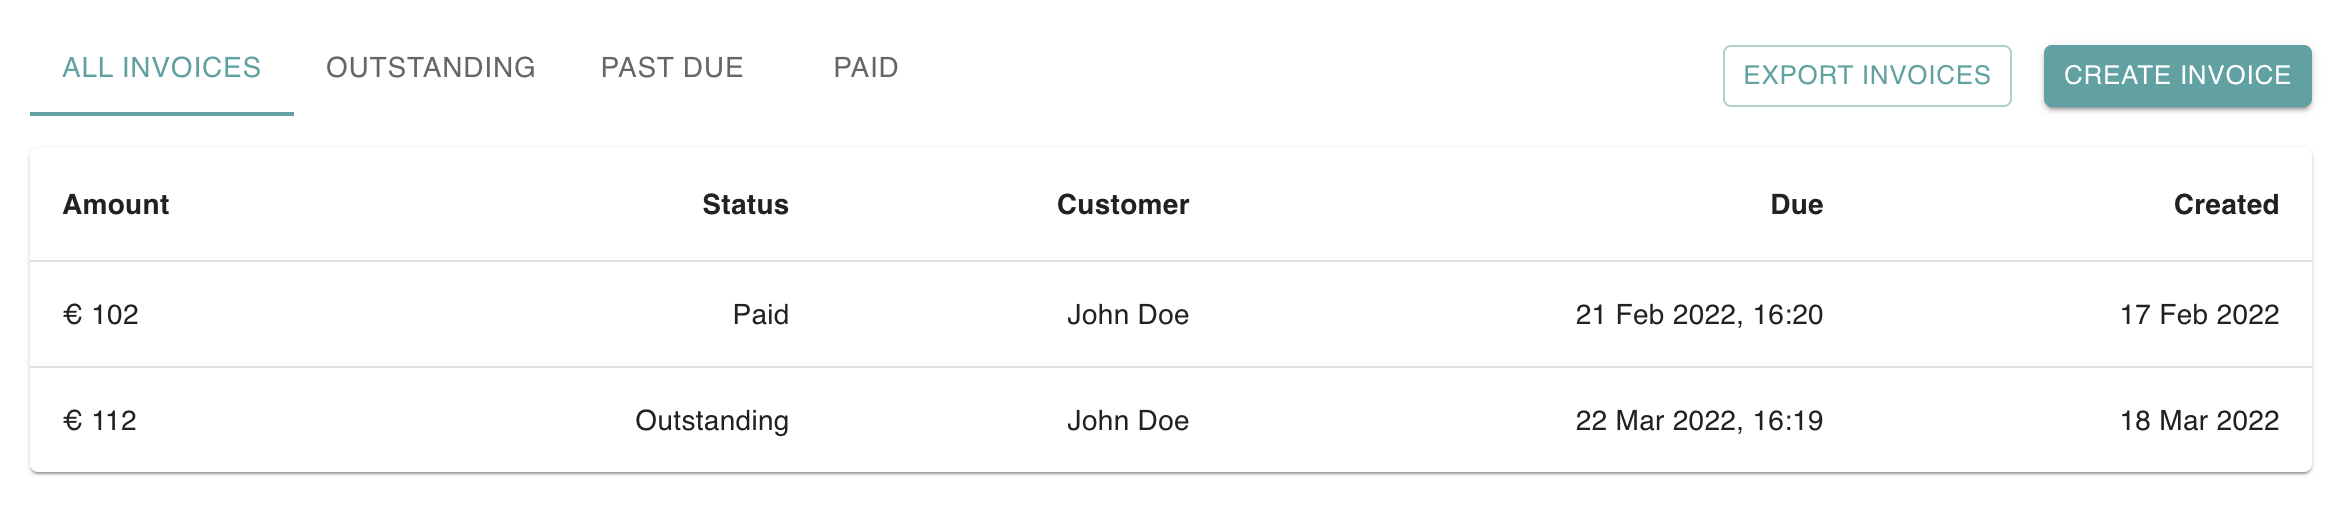 ALL INVOICES OUTSTANDING PAST DUE PAID EXPORT INVOICES CREATE INVOICE
Amount Status Customer Due Created
€ 102 Paid John Doe 21 Feb 2022, 16:20 17 Feb 2022
€ 112 Outstanding John Doe 22 Mar 2022, 16:19 18 Mar 2022